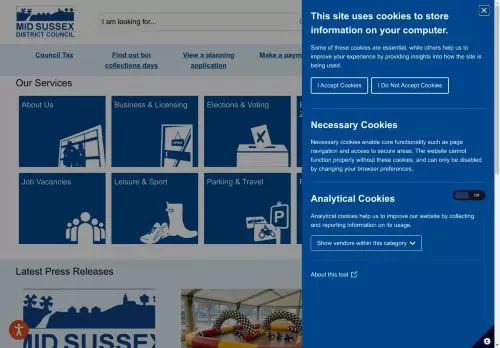 MID SUSSEX
DISTRICT COUNCIL
I am looking for...
Council Tax
Find out bin
collections days
View a planning
application
Make a paym
Our Services
About Us
Business & Licensing
Elections & Voting
Job Vacancies
Leisure & Sport
Parking & Travel
Latest Press Releases
MID SUSSEX
This site uses cookies to store
information on your computer.
Some of these cookies are essential, while others help us to
improve your experience by providing insights into how the site is
being used.
I Accept Cookies
I Do Not Accept Cookies
Necessary Cookies
Necessary cookies enable core functionality such as page
navigation and access to secure areas. The website cannot
function properly without these cookies, and can only be disabled
by changing your browser preferences.
Analytical Cookies
Off
Analytical cookies help us to improve our website by collecting
and reporting information on its usage.
Show vendors within this category
About this tool